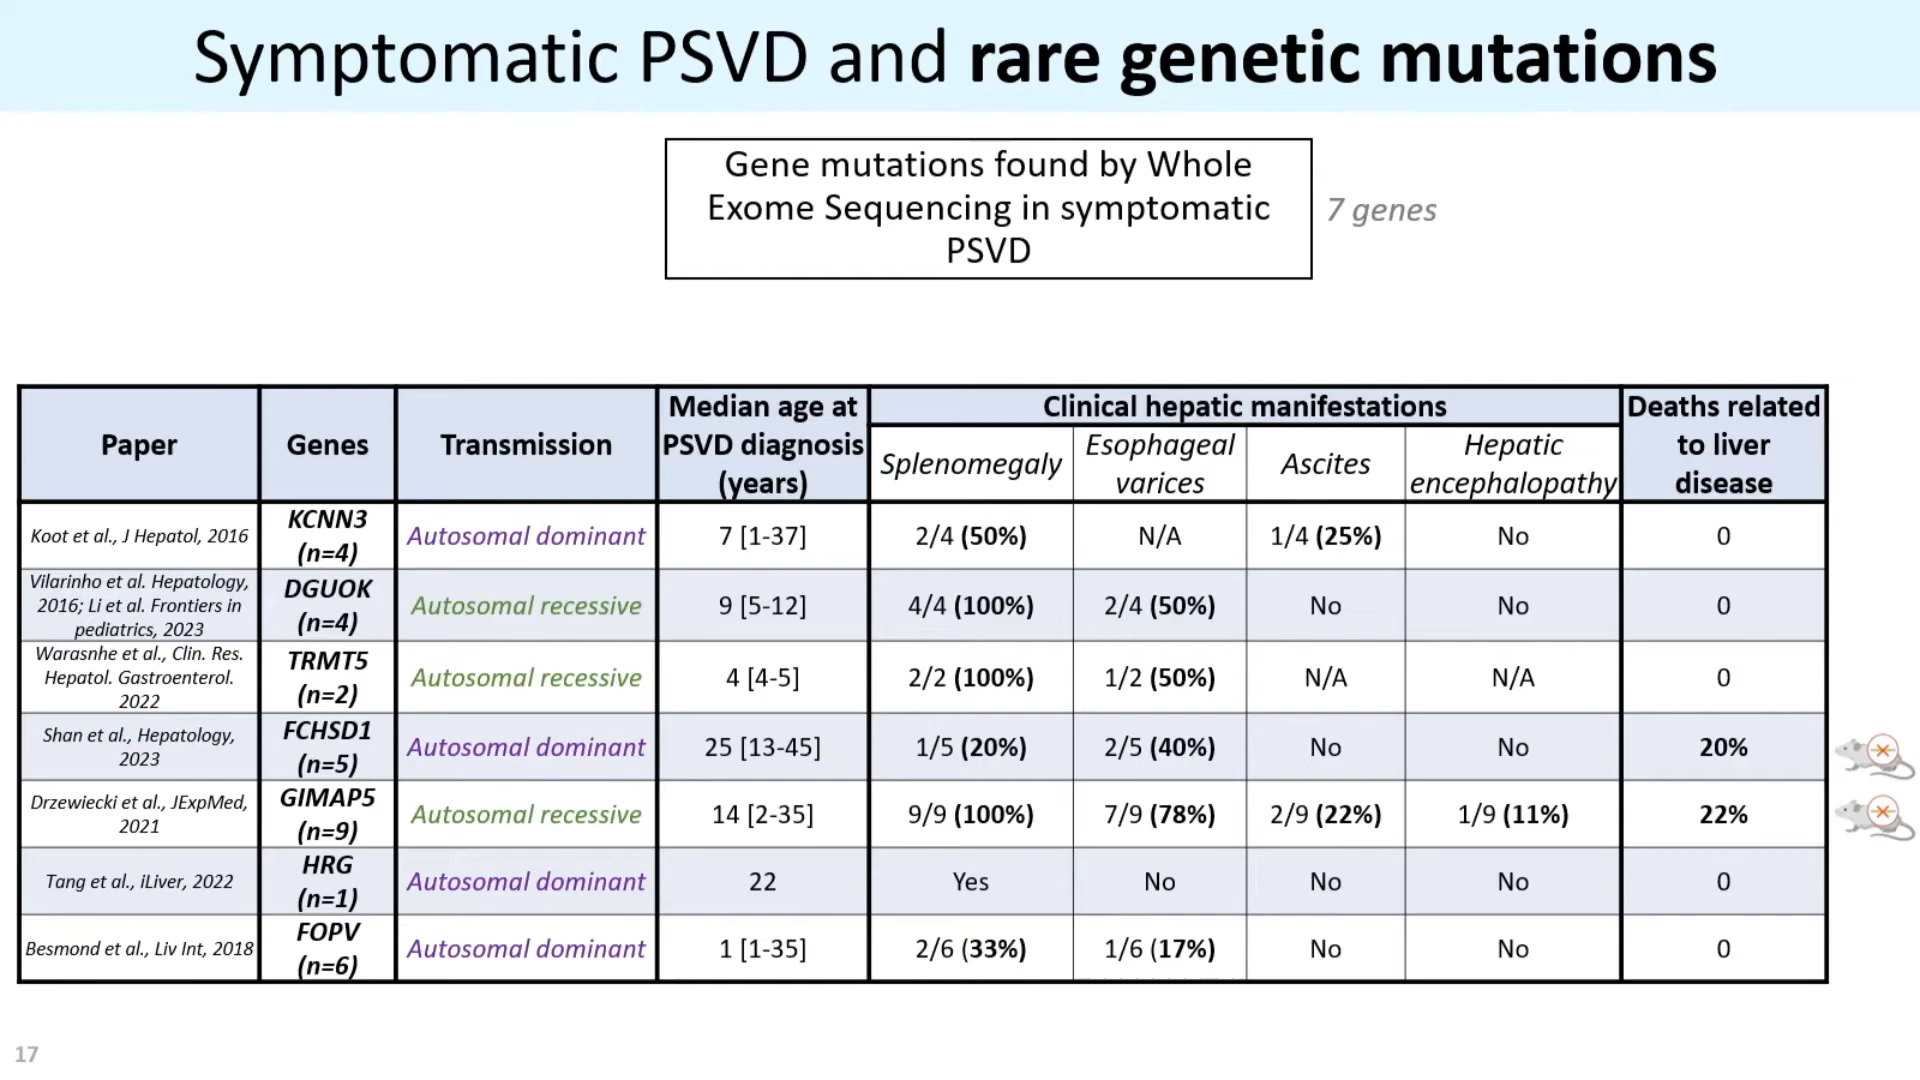 Symptomatic PSVD and rare genetic mutations
Gene mutations found by Whole
Exome Sequencing in symptomatic
PSVD
7 genes
Paper
Genes
Transmission
Median age at
PSVD diagnosis
(years)
Clinical hepatic manifestations
Splenomegaly
Esophageal
varices
Ascites
Hepatic
encephalopathy
Deaths related
to liver
disease
Koot et al., J Hepatol, 2016
KCNN3
(n=4)
Autosomal dominant
7 [1-37]
2/4 (50%)
N/A
1/4 (25%)
No
0
Vilarinho et al. Hepatology,
2016; Li et al. Frontiers in
pediatrics, 2023
DGUOK
(n=4)
Autosomal recessive
9 [5-12]
4/4 (100%)
2/4 (50%)
No
No
0
Warasnhe et al., Clin. Res.
Hepatol. Gastroenterol.
2022
TRMT5
(n=2)
Autosomal recessive
4 [4-5]
2/2 (100%)
1/2 (50%)
N/A
N/A
0
Shan et al., Hepatology,
2023
FCHSD1
(n=5)
Autosomal dominant
25 [13-45]
1/5 (20%)
2/5 (40%)
No
No
20%
Drzewiecki et al., JExpMed,
2021
GIMAP5
(n=9)
Autosomal recessive
14 [2-35]
9/9 (100%)
7/9 (78%)
2/9 (22%)
1/9 (11%)
22%
Tang et al., iLiver, 2022
HRG
(n=1)
Autosomal dominant
22
Yes
No
No
No
0
Besmond et al., Liv Int, 2018
FOPV
(n=6)
Autosomal dominant
1 [1-35]
2/6 (33%)
1/6 (17%)
No
No
0
17